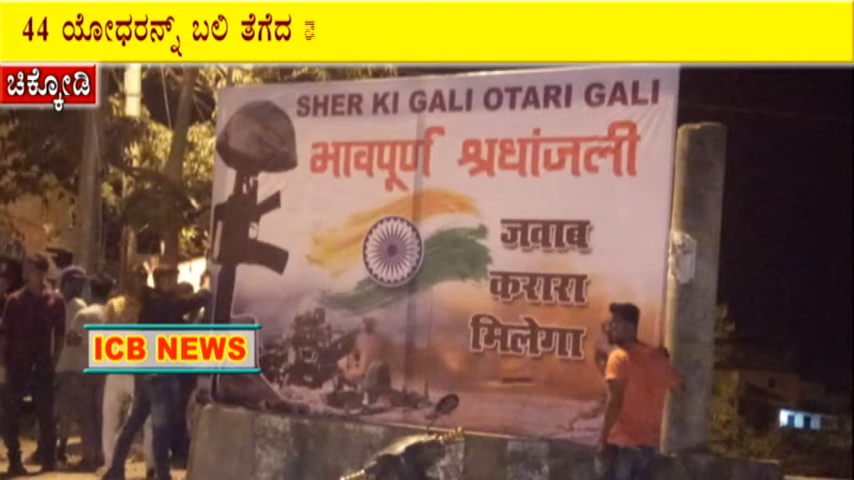 44 ಯೋಧರನ್ನ್ ಬಲಿ ತೆಗೆದ
ಚಿಕ್ಕೋಡಿ
SHER KI GALI OTARI GALI
भावपूर्ण श्रधांजली
जवाब
करारा
मिलेगा
ICB NEWS